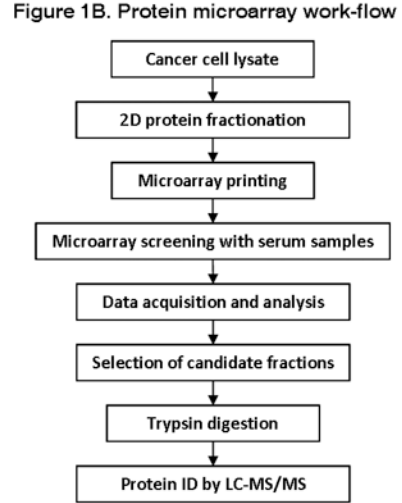 Figure 1B. Protein microarray work-flow
Cancer cell lysate
2D protein fractionation
Microarray printing
Microarray screening with serum samples
Data acquisition and analysis
Selection of candidate fractions
Trypsin digestion
Protein ID by LC-MS/MS